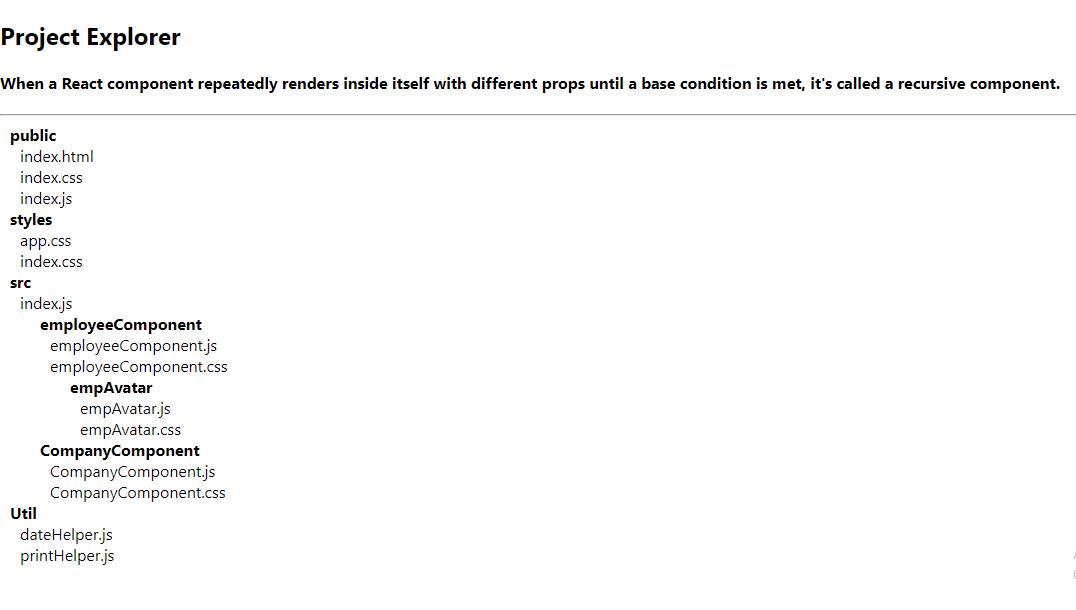 Project Explorer
When a React component repeatedly renders inside itself with different props until a base condition is met, it's called a recursive component.
public
index.html
index.css
index.js
styles
app.css
index.css
src
index.js
employeeComponent
employeeComponent.js
employeeComponent.css
empAvatar
empAvatar.js
empAvatar.css
CompanyComponent
CompanyComponent.js
CompanyComponent.css
Util
dateHelper.js
printHelper.js